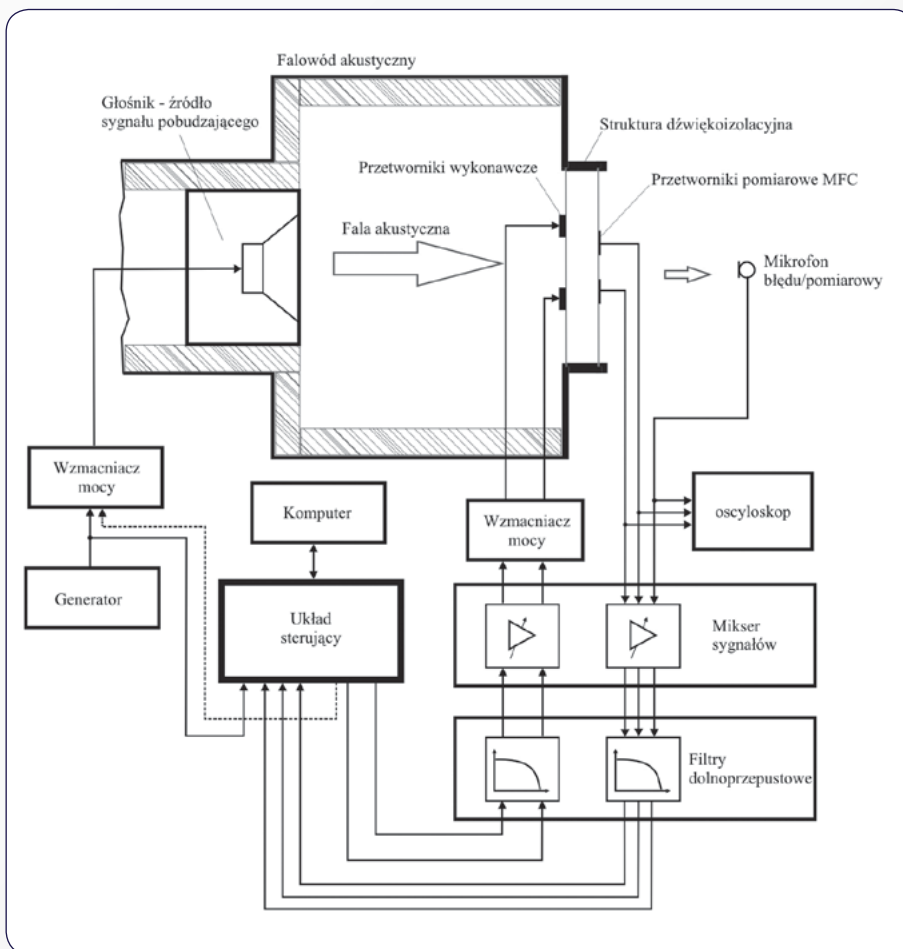 Falowód akustyczny
Głośnik - źródło
sygnału pobudzającego
Struktura dźwiękoizolacyjna
Przetworniki wykonawcze
Przetworniki pomiarowe MFC
Fala akustyczna
Mikrofon
błędu/pomiarowy
Wzmacniacz
mocy
Komputer
Wzmacniacz
mocy
oscyloskop
Generator
Układ
sterujący
Mikser
sygnałów
Filtry
dolnoprzepustowe